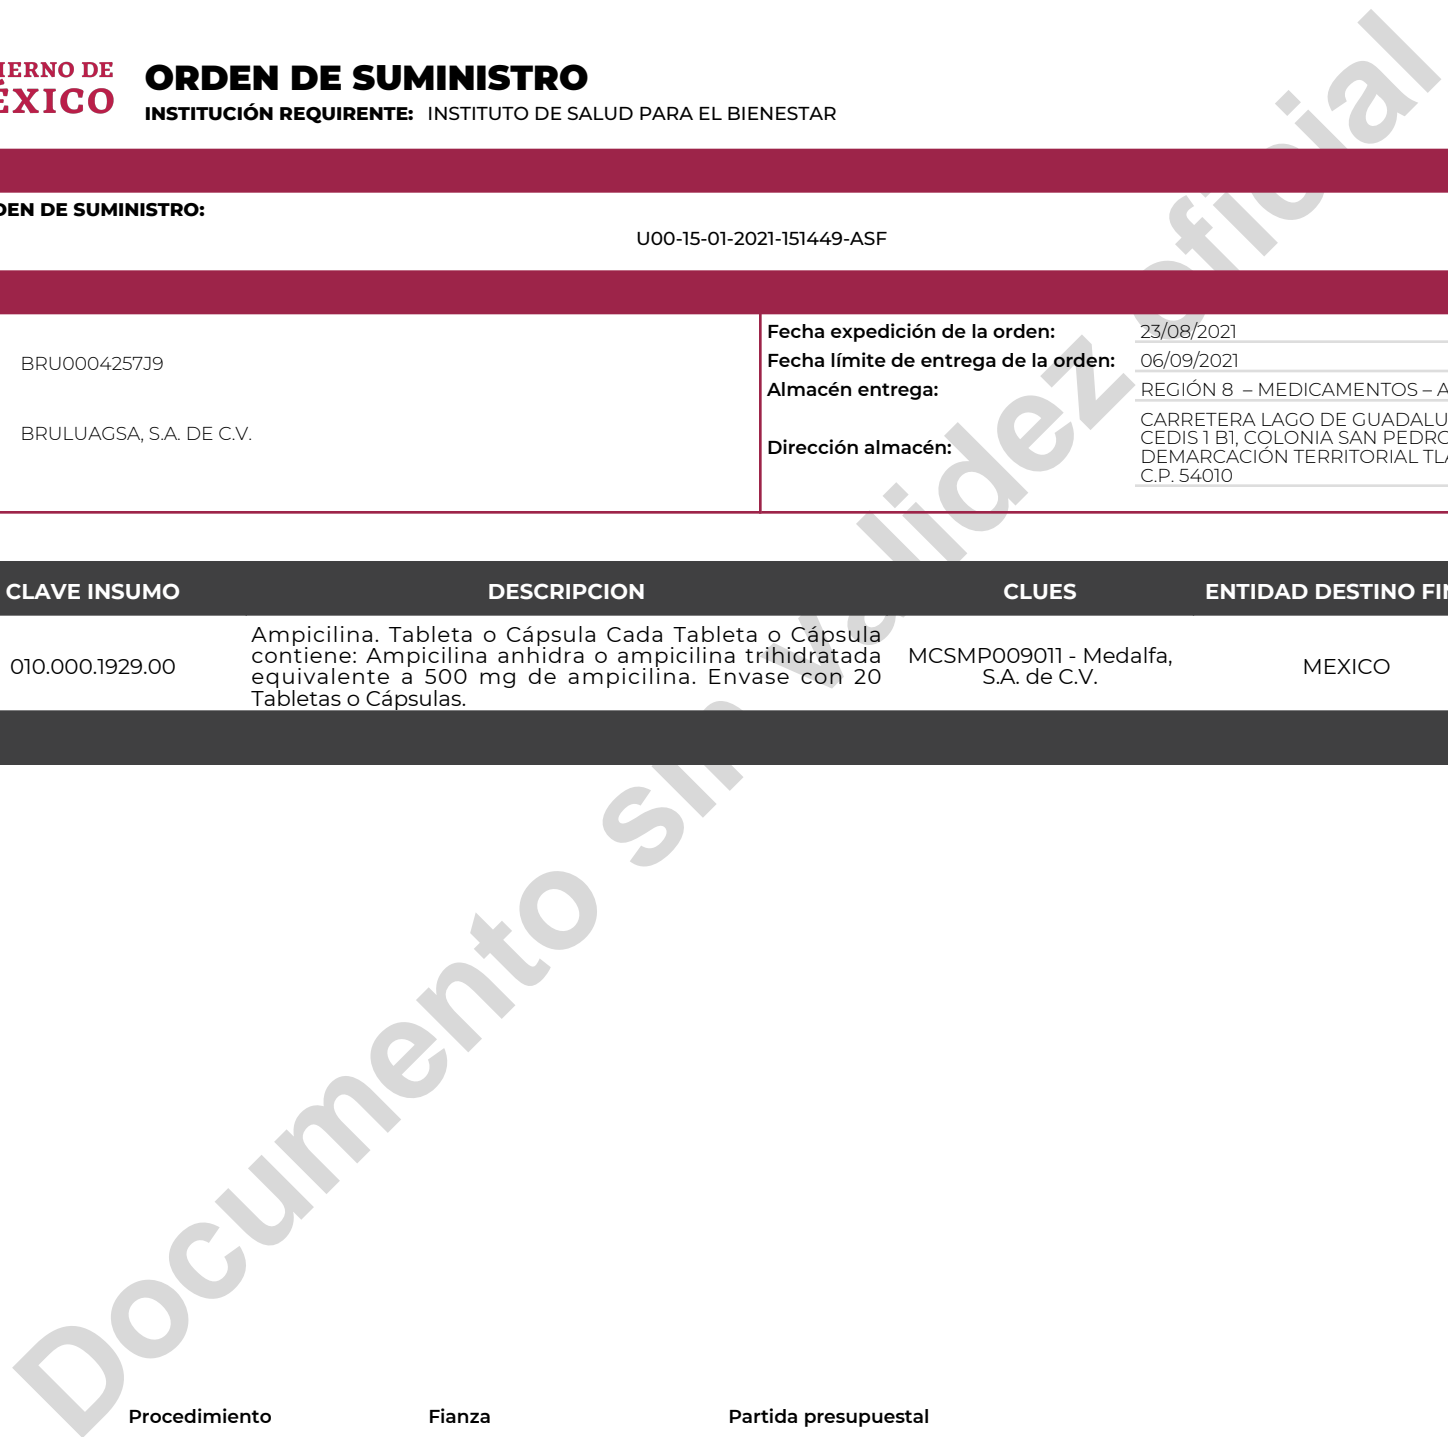 IERNO DE
ÉXICO
ORDEN DE SUMINISTRO
INSTITUCIÓN REQUIRENTE: INSTITUTO DE SALUD PARA EL BIENESTAR
DEN DE SUMINISTRO:
U00-15-01-2021-151449-ASF
BRU0004257J9
BRULUAGSA, S.A. DE C.V.
Fecha expedición de la orden: 23/08/2021
Fecha límite de entrega de la orden: 06/09/2021
Almacén entrega: REGIÓN 8 – MEDICAMENTOS – A
Dirección almacén:
CARRETERA LAGO DE GUADALU
CEDIS 1 B1, COLONIA SAN PEDRO
DEMARCACIÓN TERRITORIAL TLA
C.P. 54010
CLAVE INSUMO DESCRIPCION CLUES ENTIDAD DESTINO FIN
010.000.1929.00
Ampicilina. Tableta o Cápsula Cada Tableta o Cápsula
contiene: Ampicilina anhidra o ampicilina trihidratada
equivalente a 500 mg de ampicilina. Envase con 20
Tabletas o Cápsulas.
MCSMP009011 - Medalfa,
S.A. de C.V.
MEXICO
Documento sin validez oficial
Procedimiento Fianza Partida presupuestal